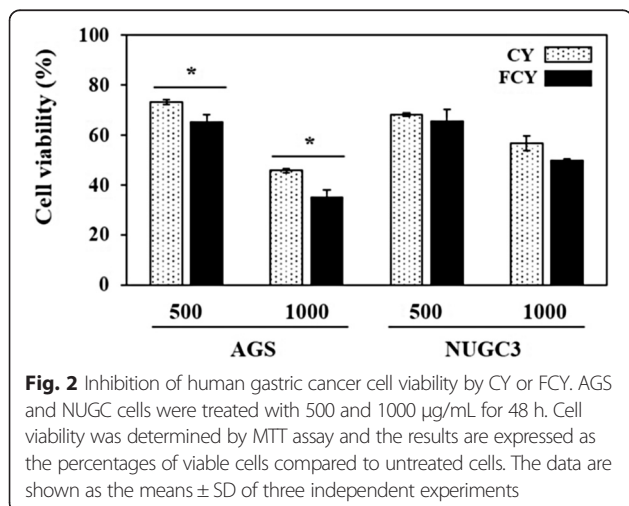 100
80
60
40
20
0
Cell viability (%)
CY
FCY
*
*
500
1000
500
1000
AGS
NUGC3
Fig. 2 Inhibition of human gastric cancer cell viability by CY or FCY. AGS
and NUGC cells were treated with 500 and 1000 μg/mL for 48 h. Cell
viability was determined by MTT assay and the results are expressed as
the percentages of viable cells compared to untreated cells. The data are
shown as the means ± SD of three independent experiments